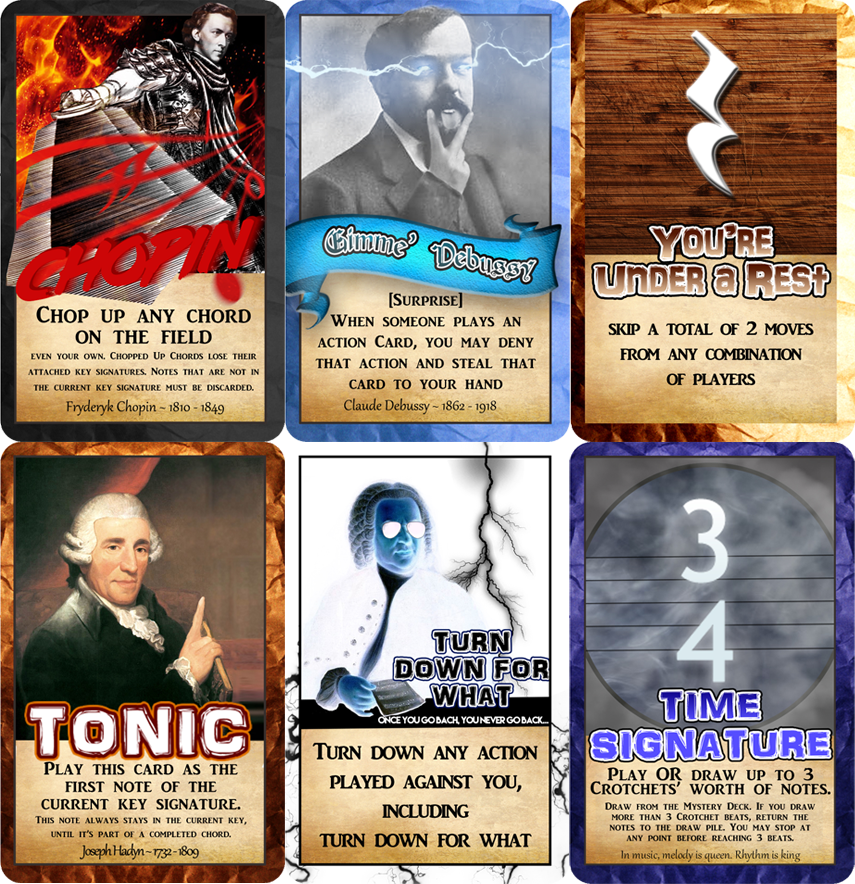 CHOPIN
CHOP UP ANY CHORD
ON THE FIELD
EVEN YOUR OWN. CHOPPED UP CHORDS LOSE THEIR
ATTACHED KEY SIGNATURES. NOTES THAT ARE NOT IN
THE CURRENT KEY SIGNATURE MUST BE DISCARDED.
Fryderyk Chopin ~ 1810 - 1849
Gimme' Debussy
[SURPRISE]
WHEN SOMEONE PLAYS AN
ACTION CARD, YOU MAY DENY
THAT ACTION AND STEAL THAT
CARD TO YOUR HAND
Claude Debussy ~ 1862 - 1918
YOU'RE
UNDER A REST
SKIP A TOTAL OF 2 MOVES
FROM ANY COMBINATION
OF PLAYERS
TONIC
PLAY THIS CARD AS THE
FIRST NOTE OF THE
CURRENT KEY SIGNATURE.
THIS NOTE ALWAYS STAYS IN THE CURRENT KEY,
UNTIL IT'S PART OF A COMPLETED CHORD.
Joseph Hadyn ~ 1732 - 1809
TURN
DOWN FOR
WHAT
ONCE YOU GO BACH, YOU NEVER GO BACK...
TURN DOWN ANY ACTION
PLAYED AGAINST YOU,
INCLUDING
TURN DOWN FOR WHAT
3
4
TIME
SIGNATURE
PLAY OR DRAW UP TO 3
CROTCHETS' WORTH OF NOTES.
DRAW FROM THE MYSTERY DECK. IF YOU DRAW
MORE THAN 3 CROTCHET BEATS, RETURN THE
NOTES TO THE DRAW PILE. YOU MAY STOP AT
ANY POINT BEFORE REACHING 3 BEATS.
In music, melody is queen. Rhythm is king